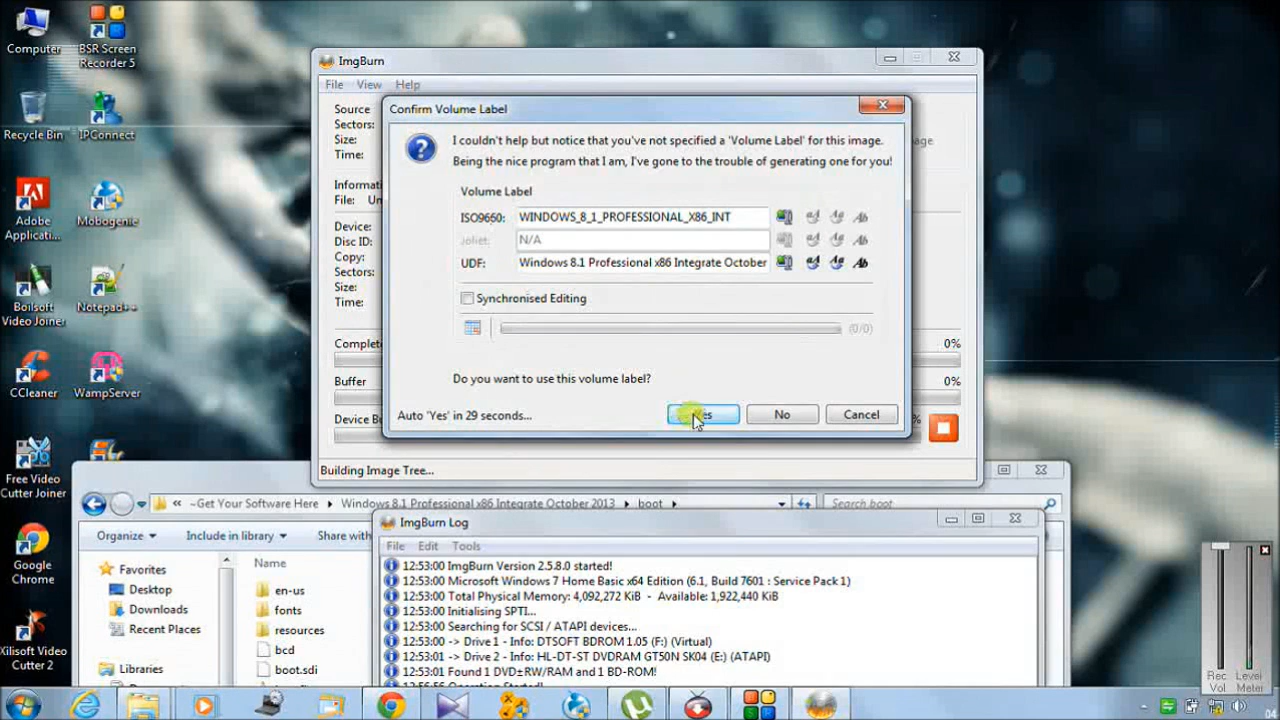 Computer
BSR Screen
Recorder 5
Recycle Bin
IPConnect
Adobe
Applicati...
Mobogenie
Boilsoft
Video Joiner
Notepad++
CCleaner
WampServer
Free Video
Cutter Joiner
Google
Chrome
Xilisoft Video
Cutter 2
ImgBurn
File View Help
Source
Sectors:
Size:
Time:
File:
Device:
Disc ID:
Copy:
Sectors:
Size:
Time:
0%
Buffer
0%
%
Building Image Tree...
Confirm Volume Label
I couldn't help but notice that you've not specified a 'Volume Label' for this image.
Being the nice program that I am, I've gone to the trouble of generating one for you!
Volume Label
ISO9660: WINDOWS_8_1_PROFESSIONAL_X86_INT
Joliet: N/A
UDF: Windows 8.1 Professional x86 Integrate October
Synchronised Editing
(0/0)
Do you want to use this volume label?
Auto 'Yes' in 29 seconds...
Yes No Cancel
« ~Get Your Software Here Windows 8.1 Professional x86 Integrate October 2013 boot
Search boot
Organize Include in library Share with
Favorites
Desktop
Downloads
Recent Places
Libraries
Name
en-us
fonts
resources
bcd
boot.sdi
ImgBurn Log
File Edit Tools
12:53:00 ImgBurn Version 2.5.8.0 started!
12:53:00 Microsoft Windows 7 Home Basic x64 Edition (6.1, Build 7601 : Service Pack 1)
12:53:00 Total Physical Memory: 4,092,272 KiB - Available: 1,922,440 KiB
12:53:00 Initialising SPTI...
12:53:00 Searching for SCSI / ATAPI devices...
12:53:00 -> Drive 1 - Info: DTSOFT BDROM 1.05 (F:) (Virtual)
12:53:01 -> Drive 2 - Info: HL-DT-ST DVDRAM GT50N SK04 (E:) (ATAPI)
12:53:01 Found 1 DVD±RW/RAM and 1 BD-ROM!
Operation Started!
Rec
Vol
Level
Meter
04